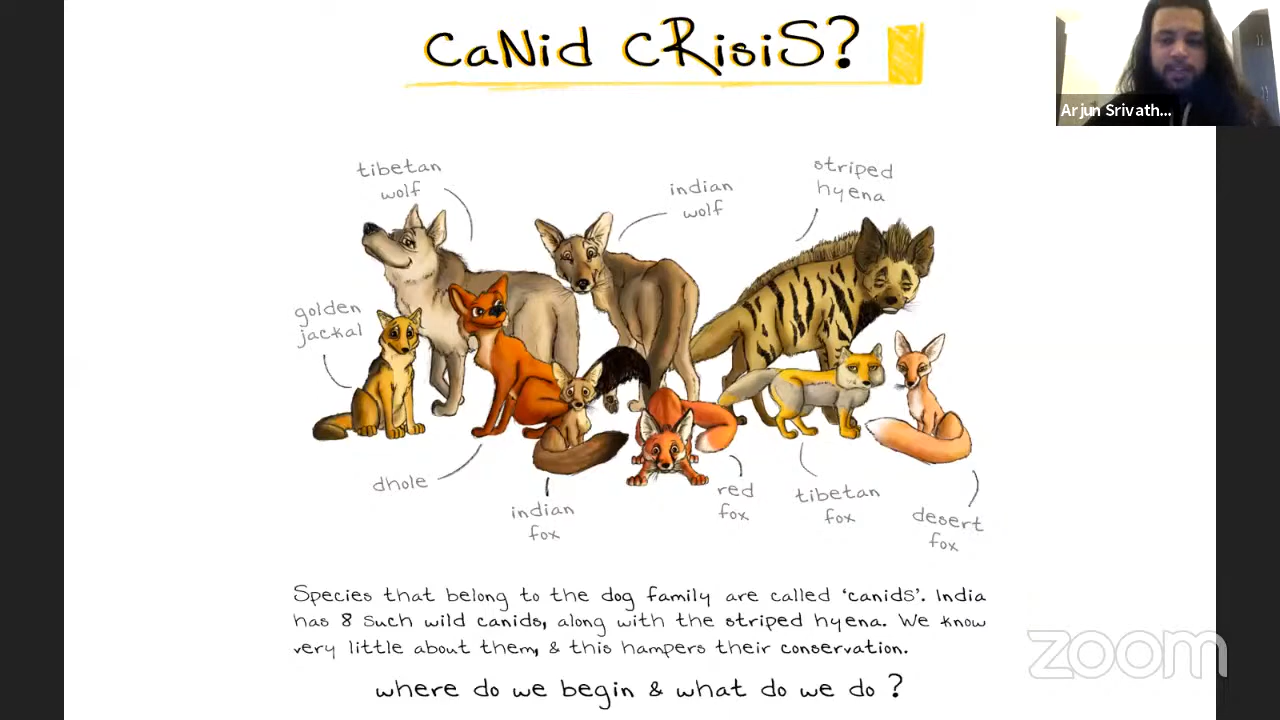 CaNid CRisiS?
Arjun Srivath...
tibetan
wolf
indian
wolf
striped
hyena
golden
jackal
dhole
indian
fox
red
fox
tibetan
fox
desert
fox
Species that belong to the dog family are called ‘canids’. India
has 8 such wild canids, along with the striped hyena. We know
very little about them, & this hampers their conservation.
where do we begin & what do we do ?
zoom